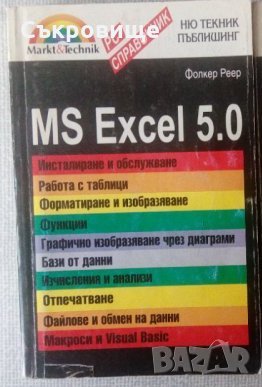 Съкровище
Markt&Technik
СПРАВОЧНИК
НЮ ТЕКНИК
ПЪБЛИШИНГ
Фолкер Реер
MS Excel 5.0
Инсталиране и обслужване
Работа с таблици
Форматиране и изобразяване
Функции
Графично изобразяване чрез диаграми
Бази от данни
Изчисления и анализи
Отпечатване
Файлове и обмен на данни
Макроси и Visual Basic
BAZAR